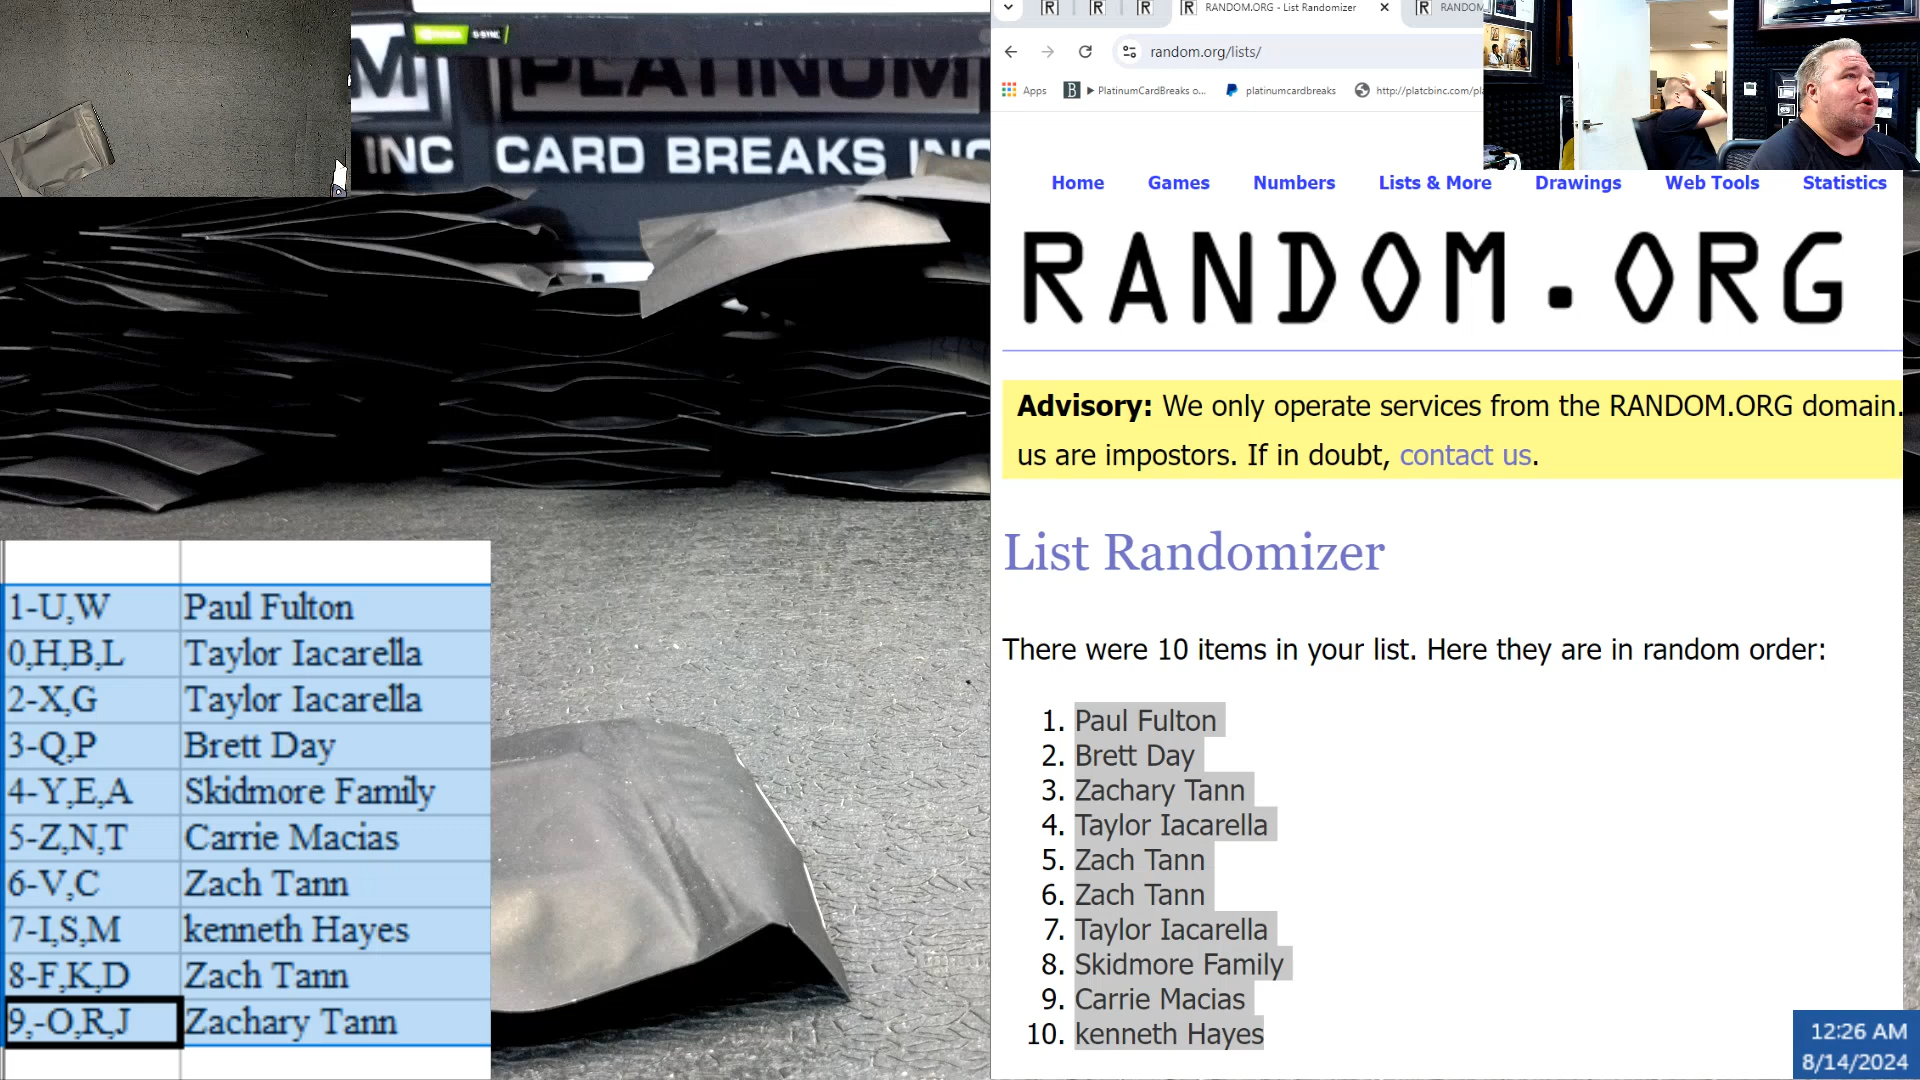 G-SYNC
M PLATINUM
INC CARD BREAKS INC
RANDOM.ORG - List Randomizer
RANDOM
random.org/lists/
Apps
PlatinumCardBreaks o...
platinumcardbreaks
http://platcbinc.com/pl
Home Games Numbers Lists & More Drawings Web Tools Statistics
RANDOM.ORG
Advisory: We only operate services from the RANDOM.ORG domain.
us are impostors. If in doubt, contact us.
List Randomizer
There were 10 items in your list. Here they are in random order:
1. Paul Fulton
2. Brett Day
3. Zachary Tann
4. Taylor Iacarella
5. Zach Tann
6. Zach Tann
7. Taylor Iacarella
8. Skidmore Family
9. Carrie Macias
10. kenneth Hayes
1-U,W Paul Fulton
0,H,B,L Taylor Iacarella
2-X,G Taylor Iacarella
3-Q,P Brett Day
4-Y,E,A Skidmore Family
5-Z,N,T Carrie Macias
6-V,C Zach Tann
7-I,S,M kenneth Hayes
8-F,K,D Zach Tann
9,-O,R,J Zachary Tann
12:26 AM
8/14/2024